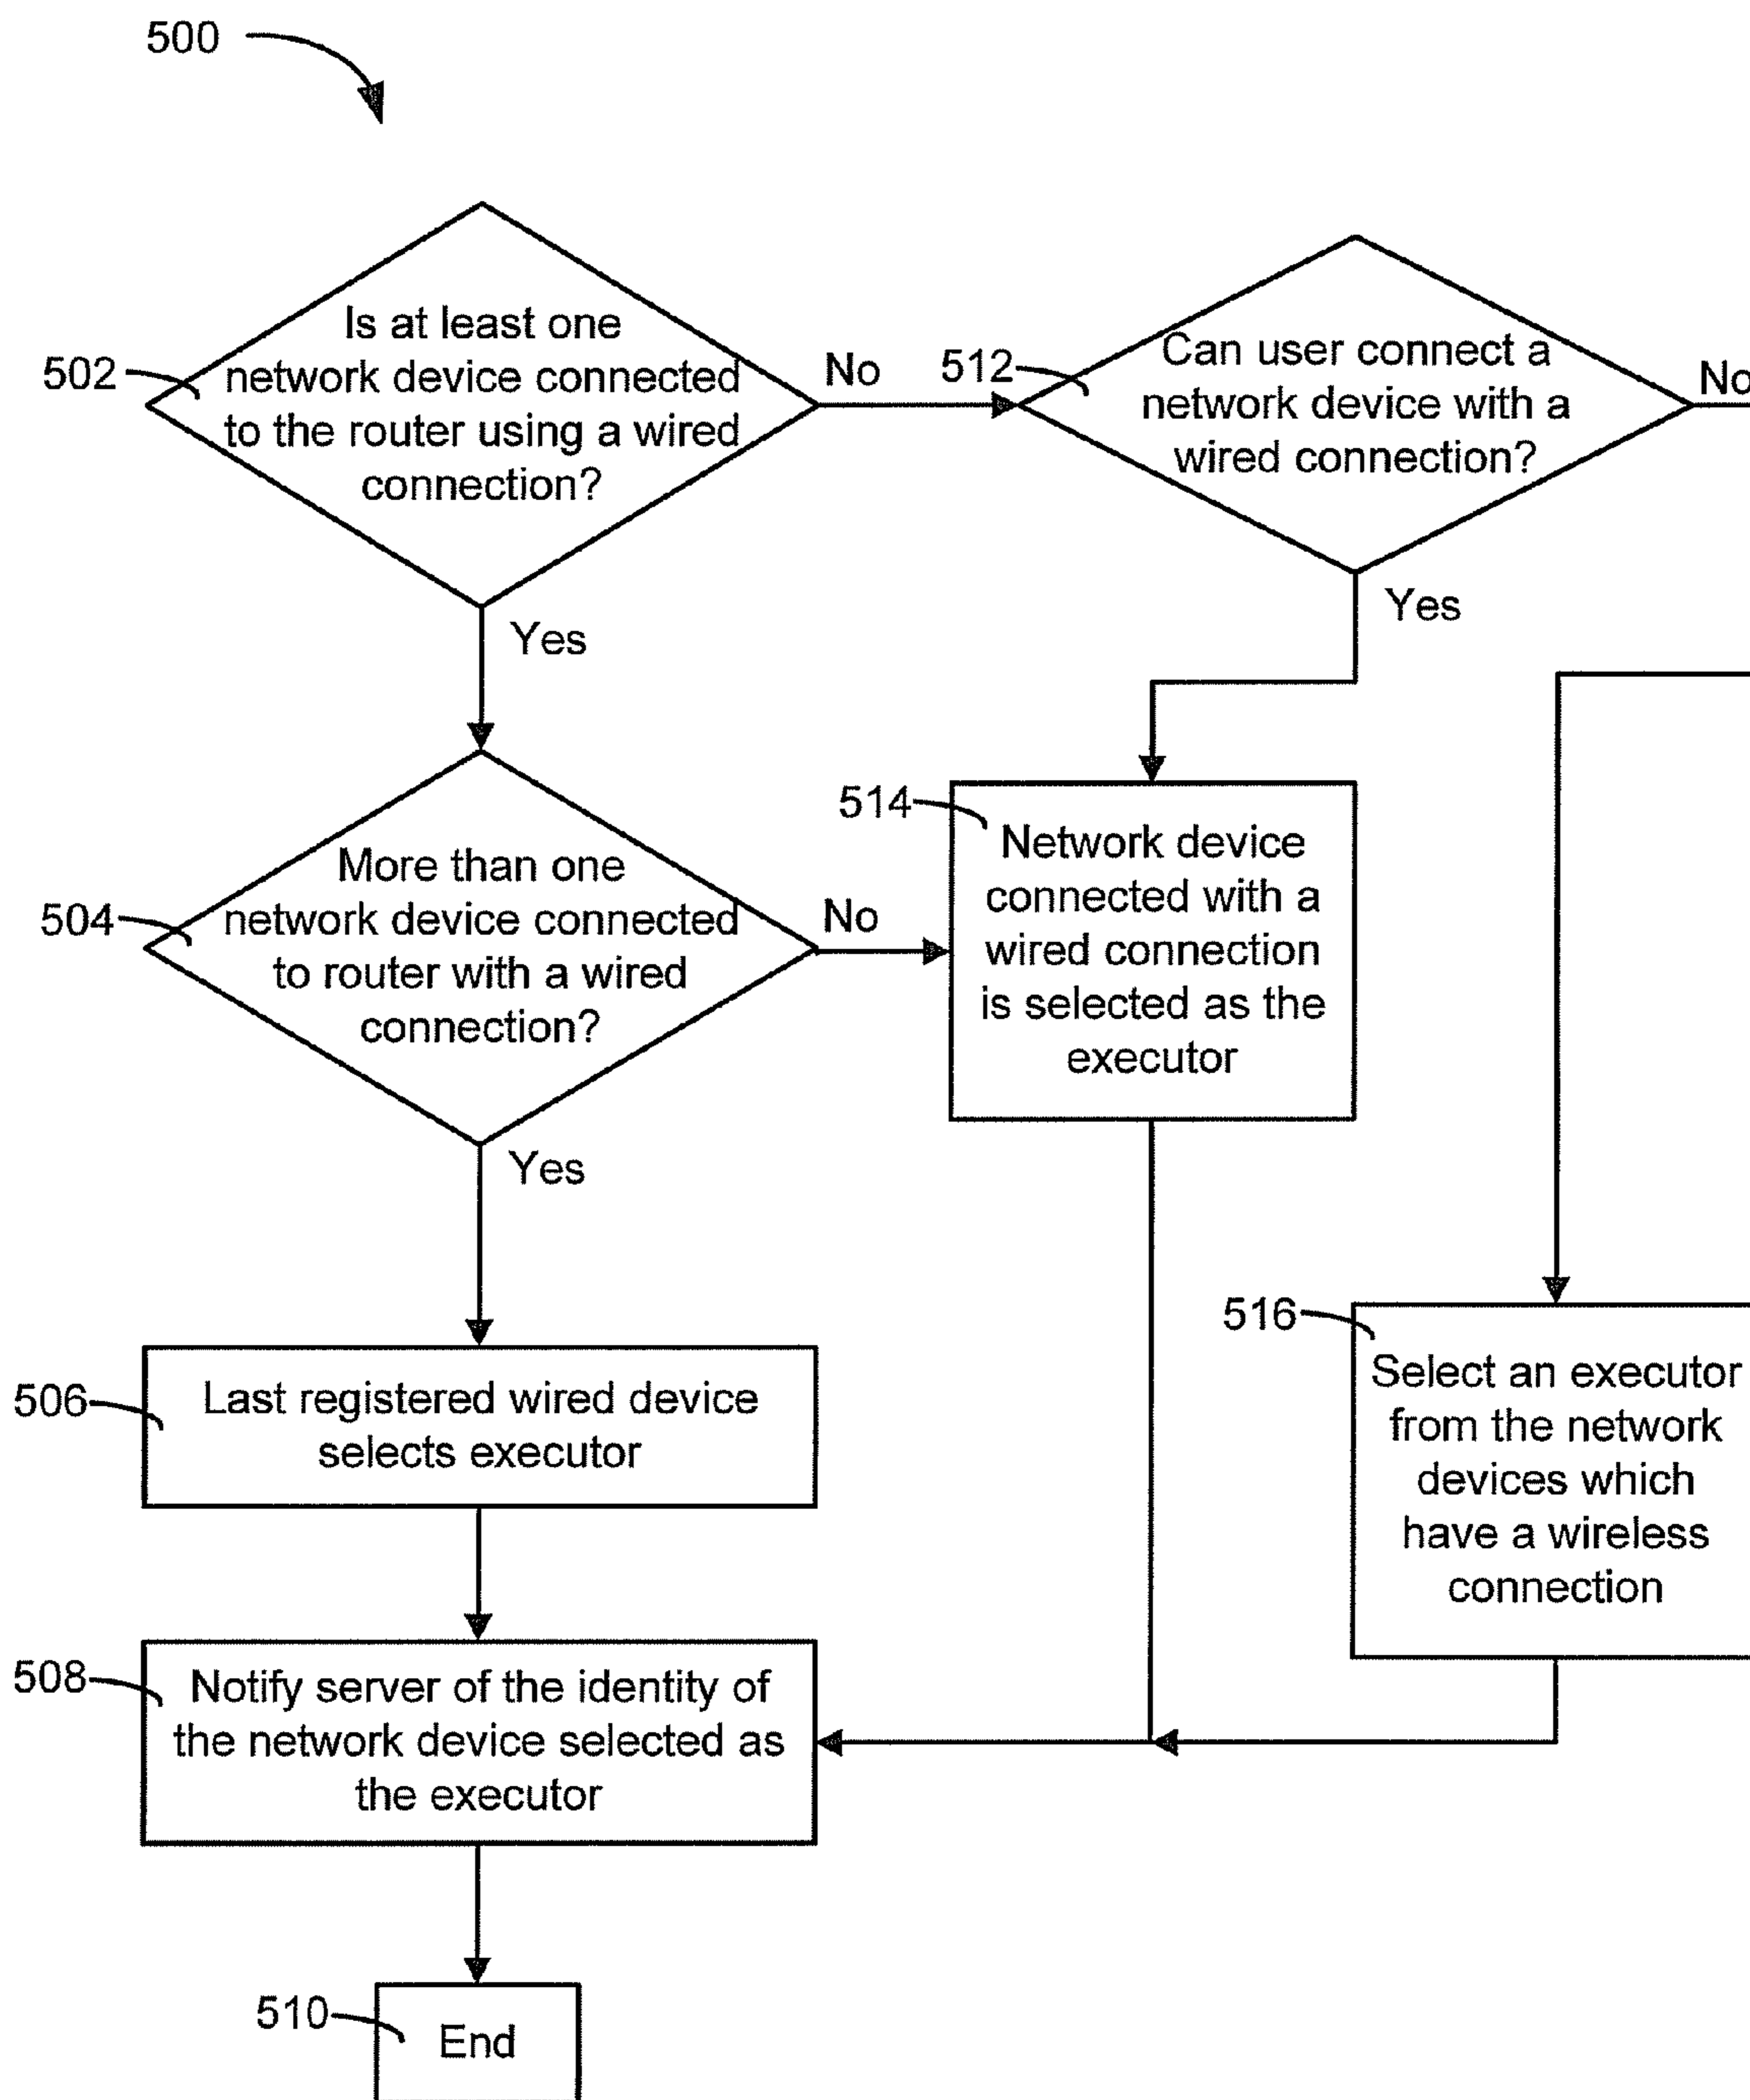 500
502
Is at least one
network device connected
to the router using a wired
connection?
No
Yes
512
Can user connect a
network device with a
wired connection?
No
Yes
504
More than one
network device connected
to router with a wired
connection?
No
Yes
514
Network device
connected with a
wired connection
is selected as the
executor
506
Last registered wired device
selects executor
516
Select an executor
from the network
devices which
have a wireless
connection
508
Notify server of the identity of
the network device selected as
the executor
510
End